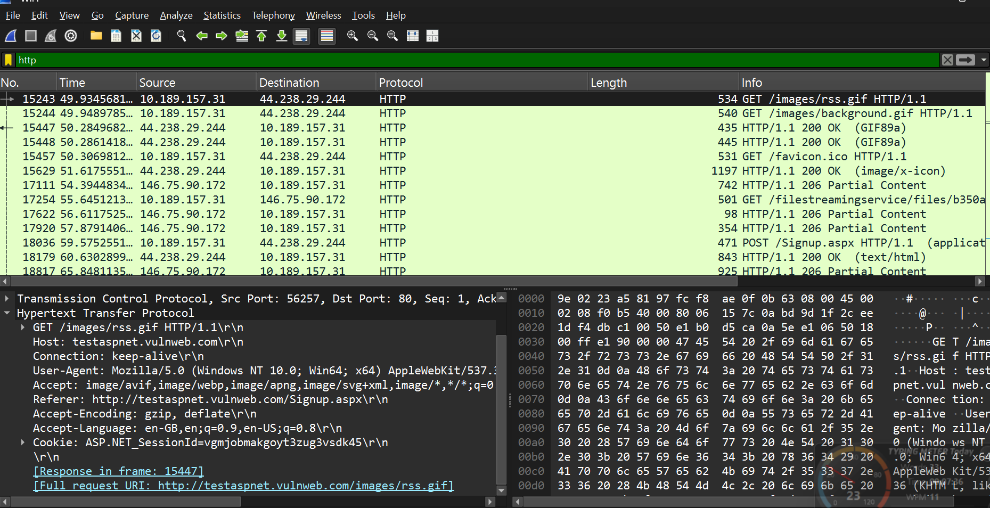 File Edit View Go Capture Analyze Statistics Telephony Wireless Tools Help
http
No. Time Source Destination Protocol Length Info
15243 49.9345681… 10.189.157.31 44.238.29.244 HTTP 534 GET /images/rss.gif HTTP/1.1
15244 49.9489785… 10.189.157.31 44.238.29.244 HTTP 540 GET /images/background.gif HTTP/1.1
15447 50.2849682… 44.238.29.244 10.189.157.31 HTTP 435 HTTP/1.1 200 OK (GIF89a)
15448 50.2861418… 44.238.29.244 10.189.157.31 HTTP 445 HTTP/1.1 200 OK (GIF89a)
15457 50.3069812… 10.189.157.31 44.238.29.244 HTTP 531 GET /favicon.ico HTTP/1.1
15629 51.6175551… 44.238.29.244 10.189.157.31 HTTP 1197 HTTP/1.1 200 OK (image/x-icon)
17111 54.3944834… 146.75.90.172 10.189.157.31 HTTP 742 HTTP/1.1 206 Partial Content
17254 55.6451213… 10.189.157.31 146.75.90.172 HTTP 501 GET /filestreamingservice/files/b350a
17622 56.6117525… 146.75.90.172 10.189.157.31 HTTP 98 HTTP/1.1 206 Partial Content
17920 57.8791406… 146.75.90.172 10.189.157.31 HTTP 354 HTTP/1.1 206 Partial Content
18036 59.5752551… 10.189.157.31 44.238.29.244 HTTP 471 POST /Signup.aspx HTTP/1.1 (applicat
18179 60.6302899… 44.238.29.244 10.189.157.31 HTTP 843 HTTP/1.1 200 OK (text/html)
18817 65.8481135… 146.75.90.172 10.189.157.31 HTTP 925 HTTP/1.1 206 Partial Content
Transmission Control Protocol, Src Port: 56257, Dst Port: 80, Seq: 1, Ack
Hypertext Transfer Protocol
GET /images/rss.gif HTTP/1.1\r\n
Host: testaspnet.vulnweb.com\r\n
Connection: keep-alive\r\n
User-Agent: Mozilla/5.0 (Windows NT 10.0; Win64; x64) AppleWebKit/537.
Accept: image/avif,image/webp,image/apng,image/svg+xml,image/*,*/*;q=0
Referer: http://testaspnet.vulnweb.com/Signup.aspx\r\n
Accept-Encoding: gzip, deflate\r\n
Accept-Language: en-GB,en;q=0.9,en-US;q=0.8\r\n
Cookie: ASP.NET_SessionId=vgmjobmakgoyt3zug3vsdk45\r\n
\r\n
[Response in frame: 15447]
[Full request URI: http://testaspnet.vulnweb.com/images/rss.gif]
0000 9e 02 23 a5 81 97 fc f8 ae 0f 0b 63 08 00 45 00 ··#····· ···c··E·
0010 02 08 f0 b5 40 00 80 06 15 7c 0a bd 9d 1f 2c ee ····@··· ·|····,·
0020 1d f4 db c1 00 50 e1 b0 d5 ca 0a 5e e1 06 50 18 ·····P·· ···^··P·
0030 00 ff e1 90 00 00 47 45 54 20 2f 69 6d 61 67 65 ······GE T /imag
0040 73 2f 72 73 73 2e 67 69 66 20 48 54 54 50 2f 31 s/rss.gif HTTP
0050 2e 31 0d 0a 48 6f 73 74 3a 20 74 65 73 74 61 73 .1··Host : test
0060 70 6e 65 74 2e 76 75 6c 6e 77 65 62 2e 63 6f 6d pnet.vul nweb.c
0070 0d 0a 43 6f 6e 6e 65 63 74 69 6f 6e 3a 20 6b 65 ··Connec tion:
0080 65 70 2d 61 6c 69 76 65 0d 0a 55 73 65 72 2d 41 ep-alive ··User
0090 67 65 6e 74 3a 20 4d 6f 7a 69 6c 6c 61 2f 35 2e gent: Mo zilla/
00a0 30 20 28 57 69 6e 64 6f 77 73 20 4e 54 20 31 30 0 (Windo ws NT
00b0 2e 30 3b 20 57 69 6e 36 34 3b 20 78 36 34 29 20 .0; Win6 4; x64
00c0 41 70 70 6c 65 57 65 62 4b 69 74 2f 35 33 37 2e AppleWeb Kit/53
00d0 33 36 20 28 4b 48 54 4d 4c 2c 20 6c 69 6b 65 20 36 (KHTM L, lik
23
120
WPM 11